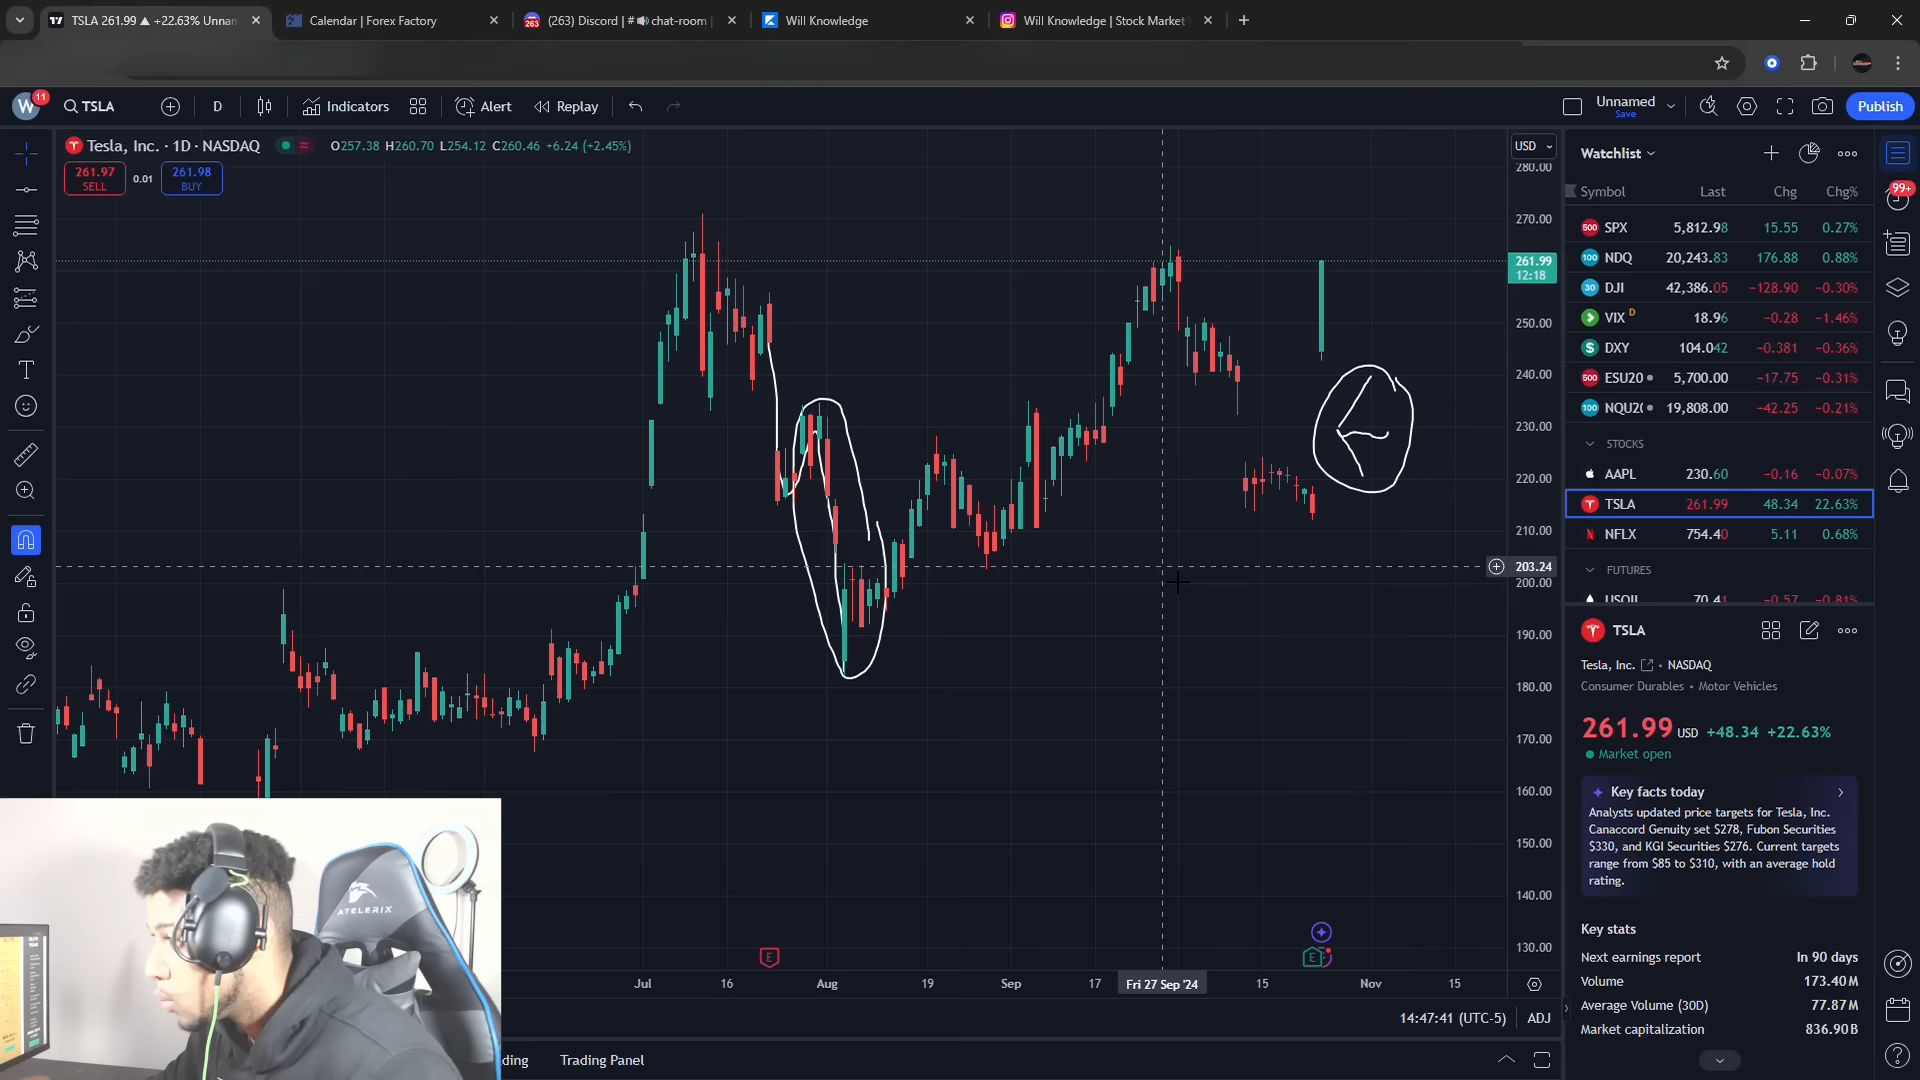 TSLA 261.99 ▲ +22.63% Unnan
Calendar | Forex Factory
(263) Discord | # 🔊chat-room |
Will Knowledge
Will Knowledge | Stock Market
W 11
TSLA
D
Indicators
Alert
Replay
Unnamed
Save
Publish
Tesla, Inc. · 1D · NASDAQ
O257.38 H260.70 L254.12 C260.46 +6.24 (+2.45%)
261.97
SELL
0.01
261.98
BUY
USD
280.00
270.00
261.99
12:18
250.00
240.00
230.00
220.00
210.00
203.24
200.00
190.00
180.00
170.00
160.00
150.00
140.00
130.00
E
E
Jul
16
Aug
19
Sep
17
Fri 27 Sep '24
15
Nov
15
14:47:41 (UTC-5)
ADJ
ding
Trading Panel
Watchlist
99+
Symbol Last Chg Chg%
SPX 5,812.98 15.55 0.27%
NDQ 20,243.83 176.88 0.88%
DJI 42,386.05 −128.90 −0.30%
VIX D 18.96 −0.28 −1.46%
DXY 104.042 −0.381 −0.36%
ESU20 5,700.00 −17.75 −0.31%
NQU2( 19,808.00 −42.25 −0.21%
STOCKS
AAPL 230.60 −0.16 −0.07%
TSLA 261.99 48.34 22.63%
NFLX 754.40 5.11 0.68%
FUTURES
USOIL 70.41 −0.57 −0.81%
TSLA
Tesla, Inc. • NASDAQ
Consumer Durables • Motor Vehicles
261.99 USD +48.34 +22.63%
Market open
Key facts today
Analysts updated price targets for Tesla, Inc.
Canaccord Genuity set $278, Fubon Securities
$330, and KGI Securities $276. Current targets
range from $85 to $310, with an average hold
rating.
Key stats
Next earnings report In 90 days
Volume 173.40M
Average Volume (30D) 77.87M
Market capitalization 836.90B
ATELERIX